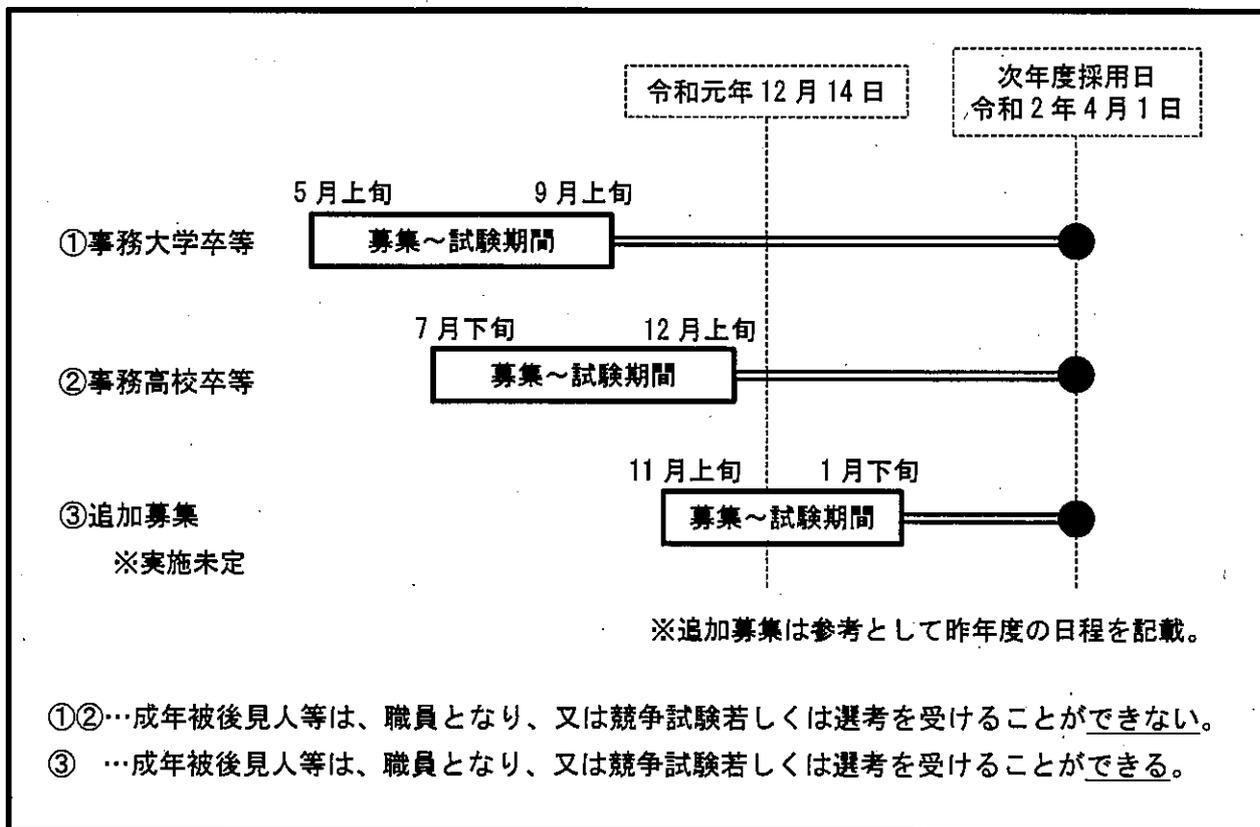 令和元年12月14日
次年度採用日
令和2年4月1日
5月上旬
9月上旬
①事務大学卒等
募集～試験期間
7月下旬
12月上旬
②事務高校卒等
募集～試験期間
11月上旬
1月下旬
③追加募集
募集～試験期間
※実施未定
※追加募集は参考として昨年度の日程を記載。
①②…成年被後見人等は、職員となり、又は競争試験若しくは選考を受けることができない。
③　…成年被後見人等は、職員となり、又は競争試験若しくは選考を受けることができる。